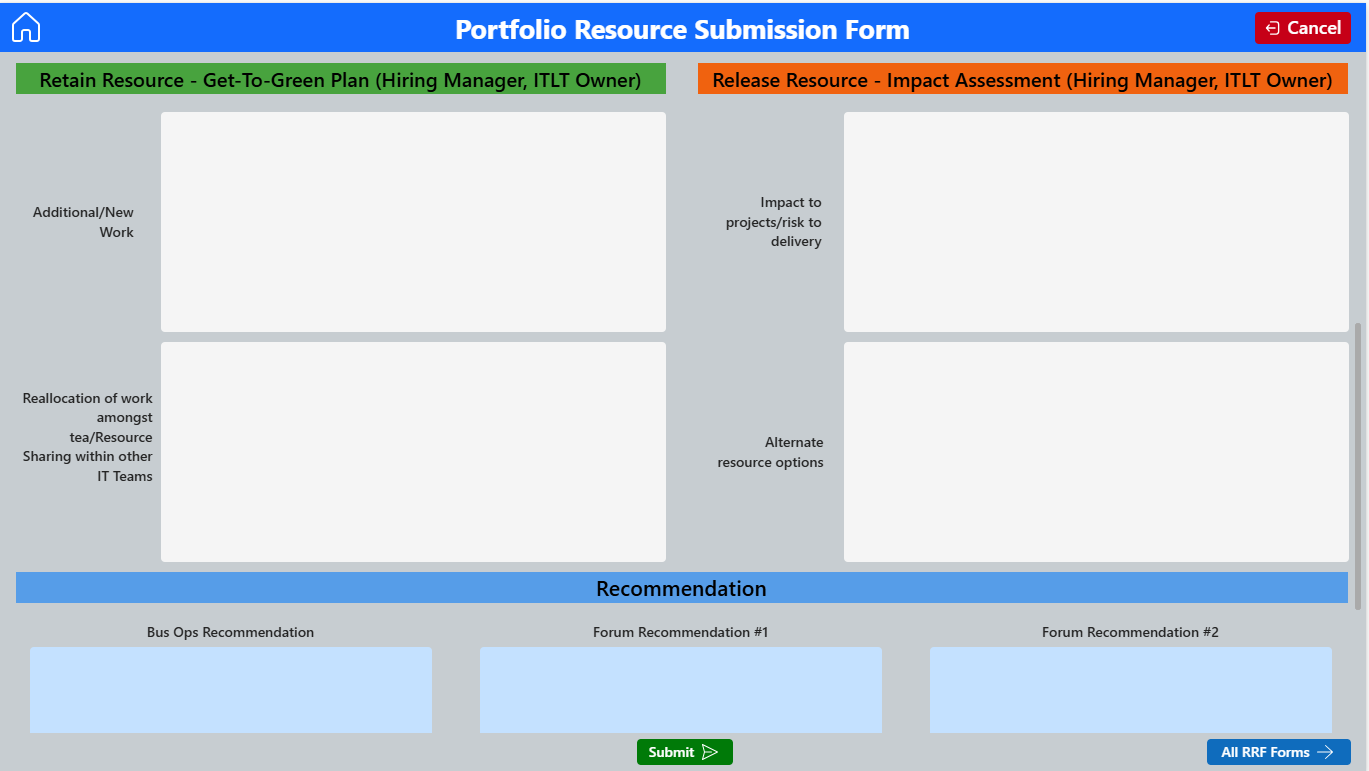 Portfolio Resource Submission Form
Cancel
Retain Resource - Get-To-Green Plan (Hiring Manager, ITLT Owner)
Release Resource - Impact Assessment (Hiring Manager, ITLT Owner)
Additional/New
Work
Impact to
projects/risk to
delivery
Reallocation of work
amongst
tea/Resource
Sharing within other
IT Teams
Alternate
resource options
Recommendation
Bus Ops Recommendation
Forum Recommendation #1
Forum Recommendation #2
Submit
All RRF Forms